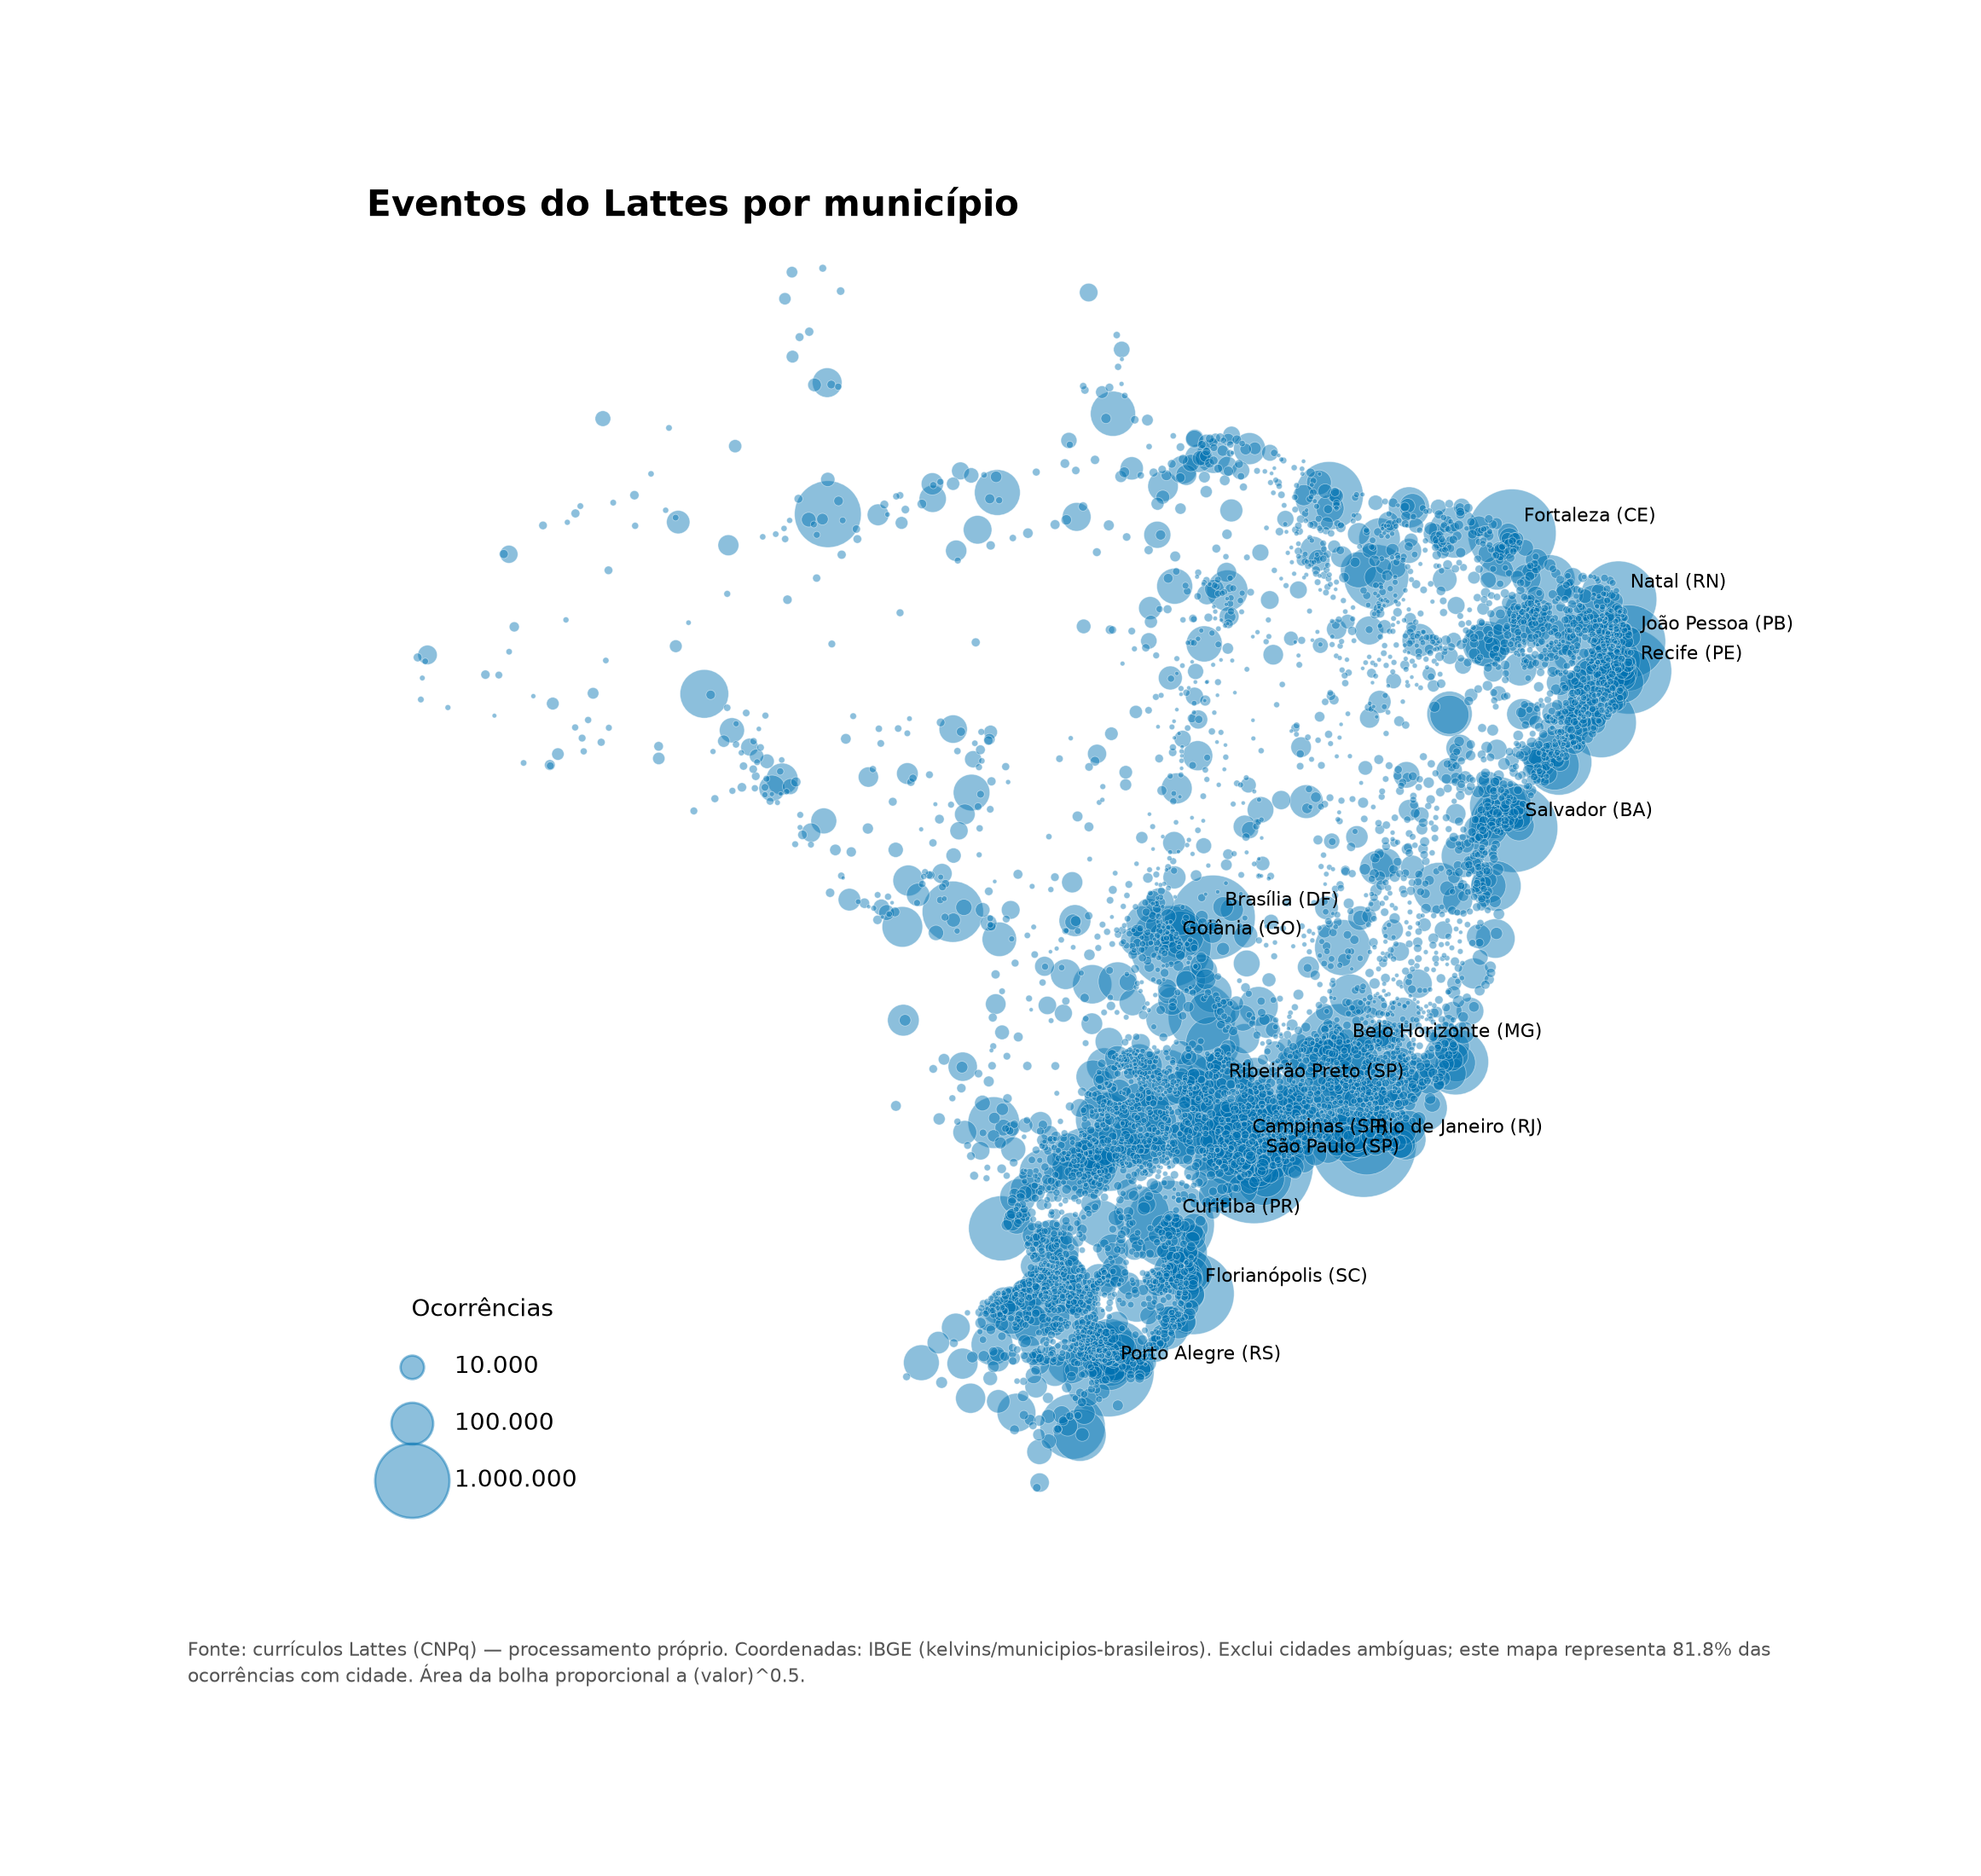 Eventos do Lattes por município
Fortaleza (CE)
Natal (RN)
João Pessoa (PB)
Recife (PE)
Salvador (BA)
Brasília (DF)
Goiânia (GO)
Belo Horizonte (MG)
Ribeirão Preto (SP)
Campinas (SP)
Rio de Janeiro (RJ)
São Paulo (SP)
Curitiba (PR)
Florianópolis (SC)
Porto Alegre (RS)
Ocorrências
10.000
100.000
1.000.000
Fonte: currículos Lattes (CNPq) — processamento próprio. Coordenadas: IBGE (kelvins/municipios-brasileiros). Exclui cidades ambíguas; este mapa representa 81.8% das
ocorrências com cidade. Área da bolha proporcional a (valor)^0.5.